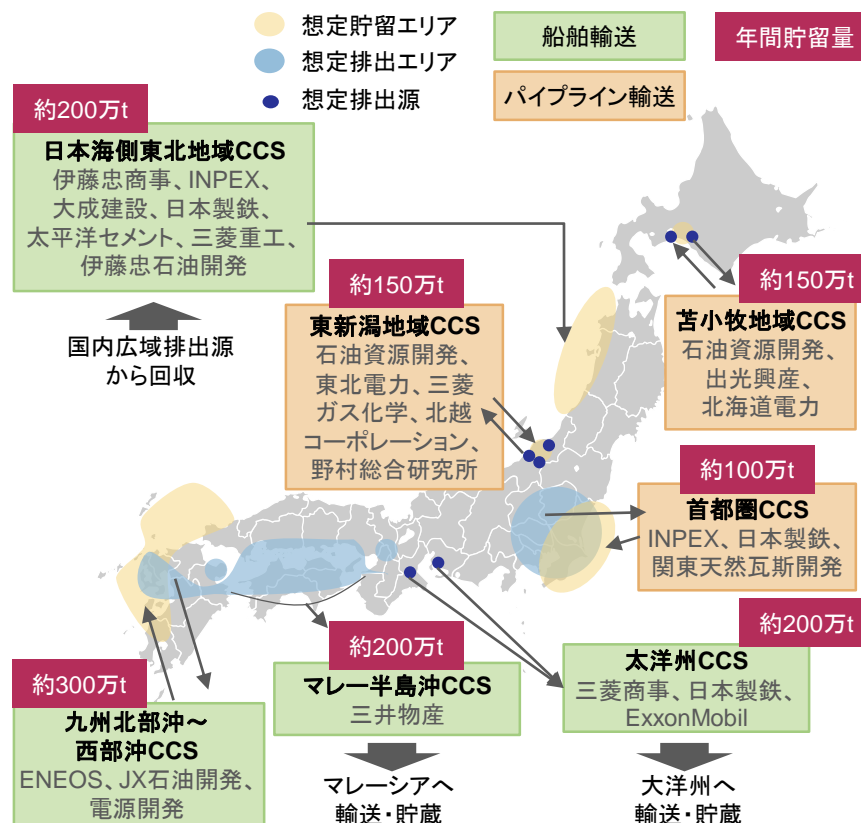 想定貯留エリア
想定排出エリア
想定排出源
船舶輸送
パイプライン輸送
年間貯留量
約200万t
日本海側東北地域CCS
伊藤忠商事、INPEX、
大成建設、日本製鉄、
太平洋セメント、三菱重工、
伊藤忠石油開発
国内広域排出源
から回収
約150万t
東新潟地域CCS
石油資源開発、
東北電力、三菱
ガス化学、北越
コーポレーション、
野村総合研究所
約150万t
苫小牧地域CCS
石油資源開発、
出光興産、
北海道電力
約100万t
首都圏CCS
INPEX、日本製鉄、
関東天然瓦斯開発
約300万t
九州北部沖～
西部沖CCS
ENEOS、JX石油開発、
電源開発
約200万t
マレー半島沖CCS
三井物産
マレーシアへ
輸送・貯蔵
約200万t
太洋州CCS
三菱商事、日本製鉄、
ExxonMobil
大洋州へ
輸送・貯蔵